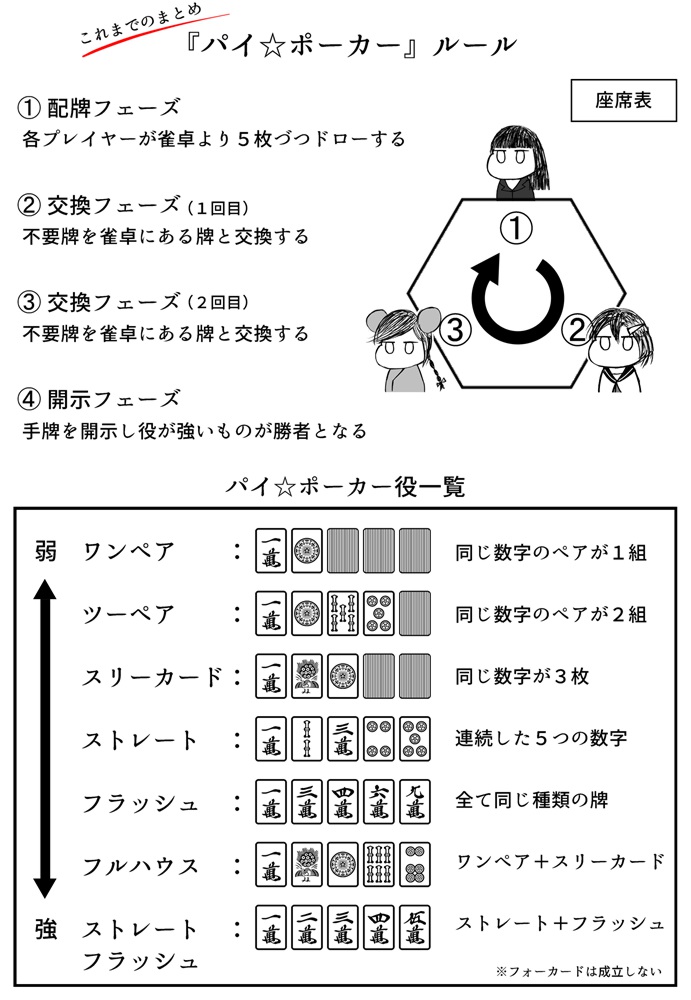 これまでのまとめ
『パイ☆ポーカー』ルール
座席表
① 配牌フェーズ
各プレイヤーが雀卓より５枚づつドローする
② 交換フェーズ（１回目）
不要牌を雀卓にある牌と交換する
③ 交換フェーズ（２回目）
不要牌を雀卓にある牌と交換する
④ 開示フェーズ
手牌を開示し役が強いものが勝者となる
①
③ ②
パイ☆ポーカー役一覧
弱 ワンペア ： 一萬 同じ数字のペアが１組
ツーペア ： 一萬 同じ数字のペアが２組
スリーカード ： 一萬 同じ数字が３枚
ストレート ： 一萬 三萬 連続した５つの数字
フラッシュ ： 一萬 三萬 四萬 六萬 九萬 全て同じ種類の牌
フルハウス ： 一萬 ワンペア＋スリーカード
強 ストレート ： 一萬 二萬 三萬 四萬 伍萬 ストレート＋フラッシュ
フラッシュ
※フォーカードは成立しない